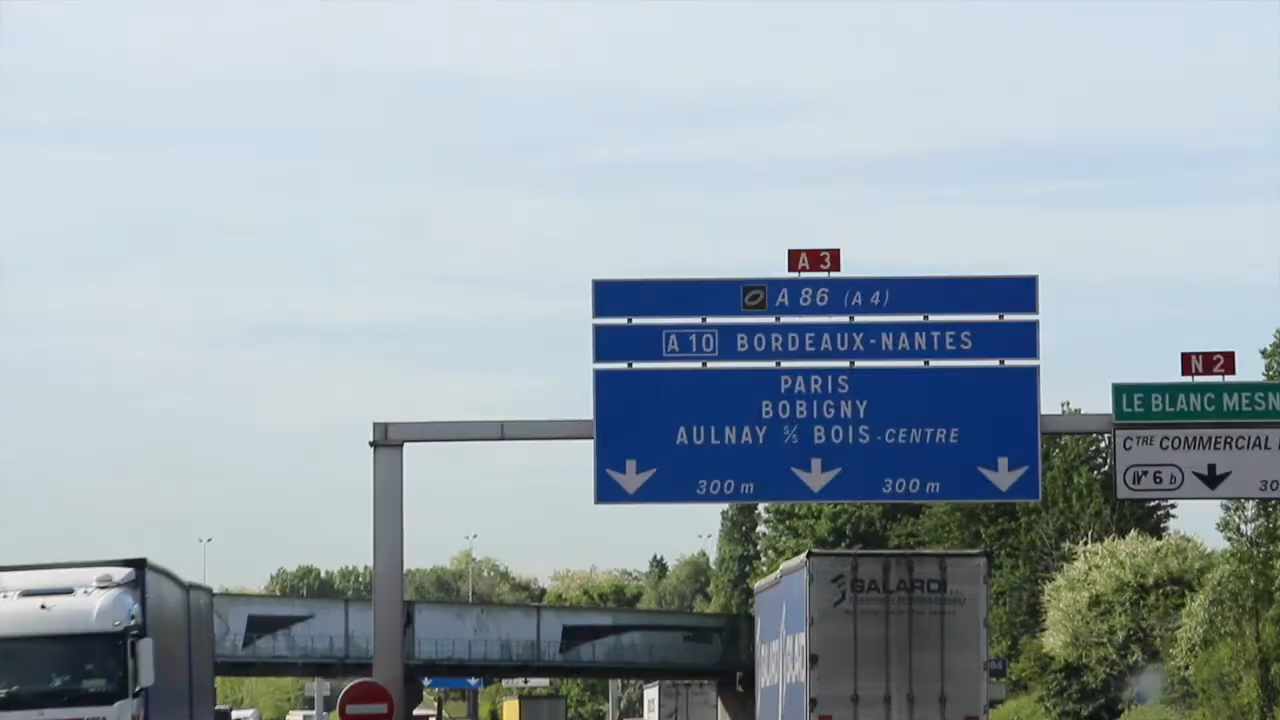 A 3
A 86 (A 4)
A 10 BORDEAUX-NANTES
PARIS
BOBIGNY
AULNAY S/S BOIS-CENTRE
300 m 300 m
N 2
LE BLANC MESN
CTRE COMMERCIAL
6 b
30
GALARDI